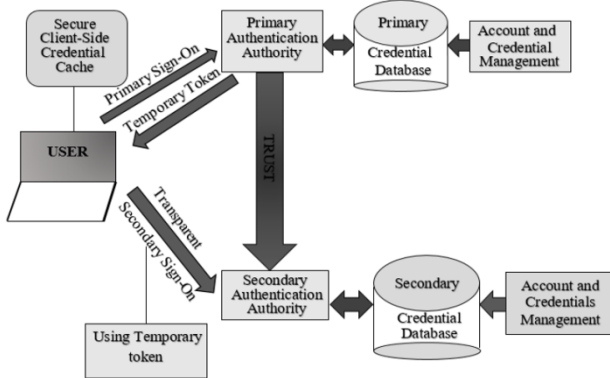 Secure
Client-Side
Credential
Cache
Primary
Authentication
Authority
Primary
Credential
Database
Account and
Credential
Management
Primary Sign-On
Temporary Token
USER
TRUST
Transparent
Secondary Sign-On
Secondary
Authentication
Authority
Secondary
Credential
Database
Account and
Credentials
Management
Using Temporary
token